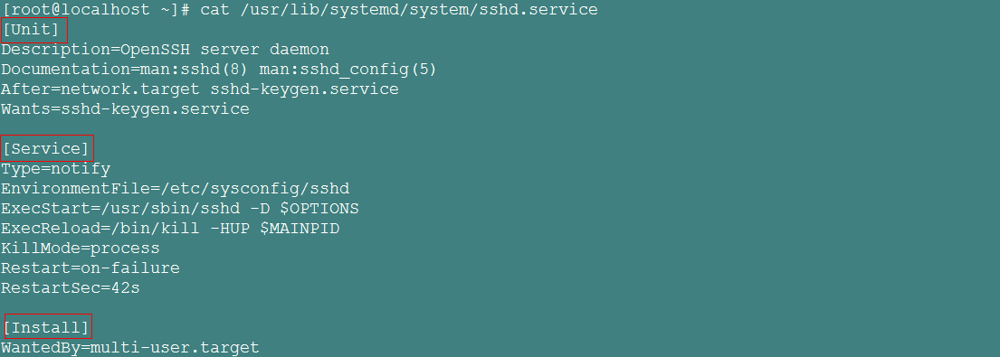 [root@localhost ~]# cat /usr/lib/systemd/system/sshd.service
[Unit]
Description=OpenSSH server daemon
Documentation=man:sshd(8) man:sshd_config(5)
After=network.target sshd-keygen.service
Wants=sshd-keygen.service
[Service]
Type=notify
EnvironmentFile=/etc/sysconfig/sshd
ExecStart=/usr/sbin/sshd -D $OPTIONS
ExecReload=/bin/kill -HUP $MAINPID
KillMode=process
Restart=on-failure
RestartSec=42s
[Install]
WantedBy=multi-user.target